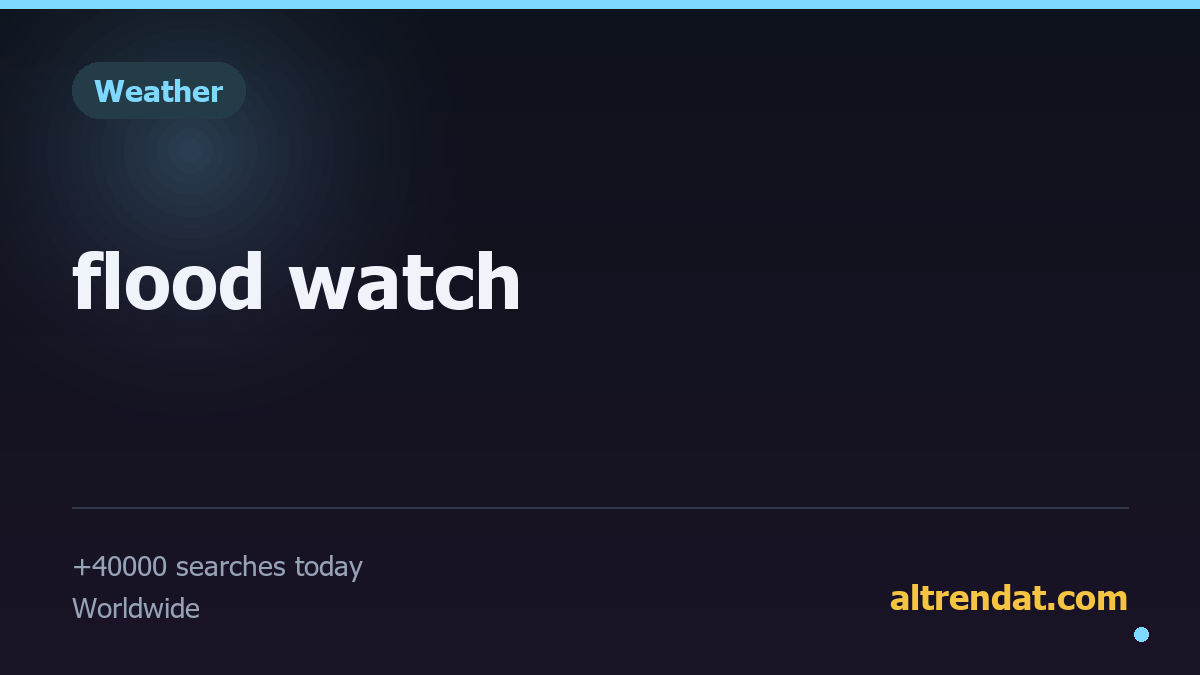 Weather
flood watch
+40000 searches today
Worldwide
altrendat.com